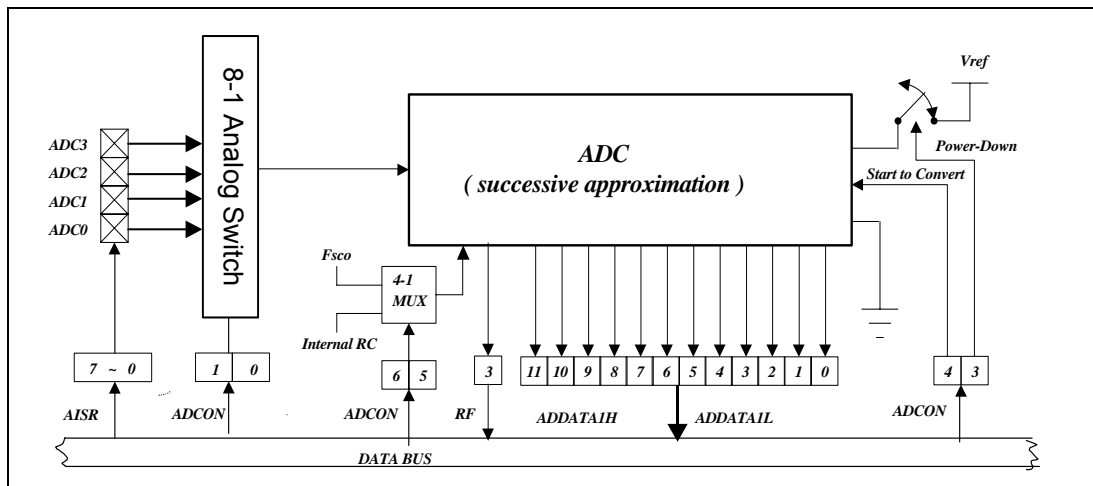 Vref
8-1 Analog Switch
ADC3
ADC2
ADC1
ADC0
ADC
( successive approximation )
Power-Down
Start to Convert
Fsco
4-1
MUX
Internal RC
7 ~ 0
1 0
6 5
3
11 10 9 8 7 6 5 4 3 2 1 0
4 3
AISR
ADCON
ADCON
RF
ADDATA1H
ADDATA1L
ADCON
DATA BUS